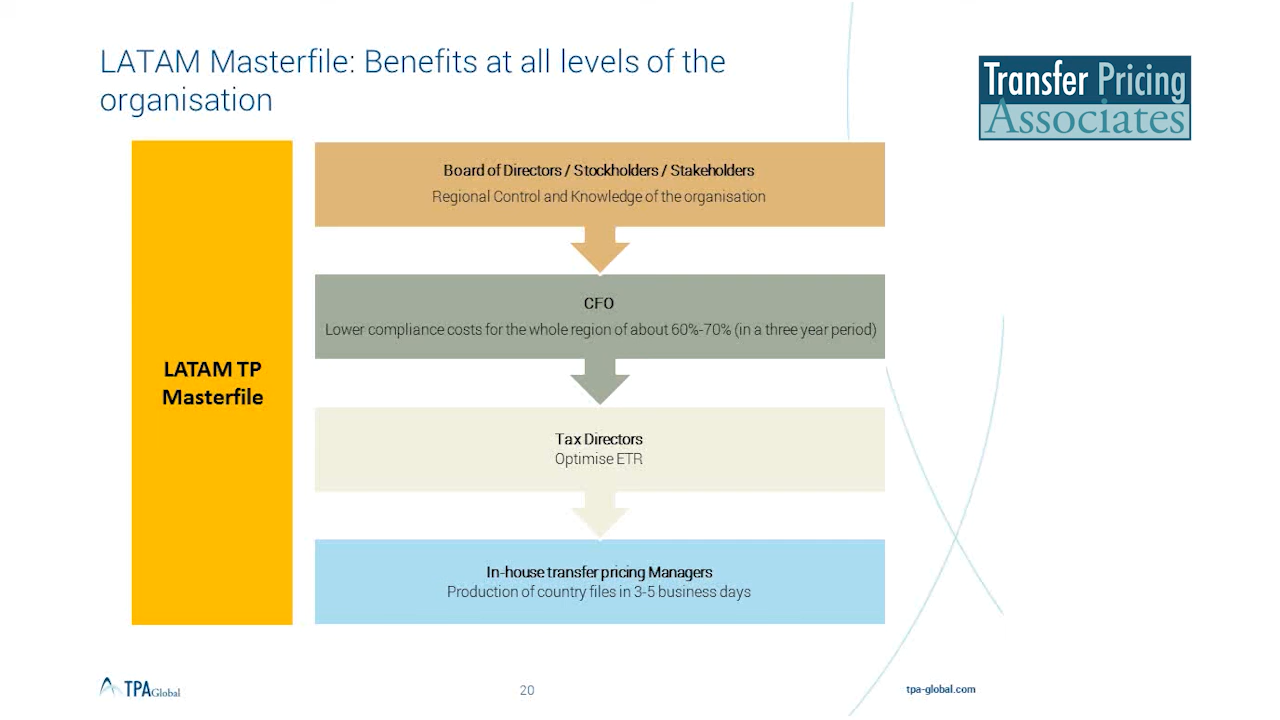 LATAM Masterfile: Benefits at all levels of the
organisation
Transfer Pricing
Associates
LATAM TP
Masterfile
Board of Directors / Stockholders / Stakeholders
Regional Control and Knowledge of the organisation
CFO
Lower compliance costs for the whole region of about 60%-70% (in a three year period)
Tax Directors
Optimise ETR
In-house transfer pricing Managers
Production of country files in 3-5 business days
TPA Global
20
tpa-global.com